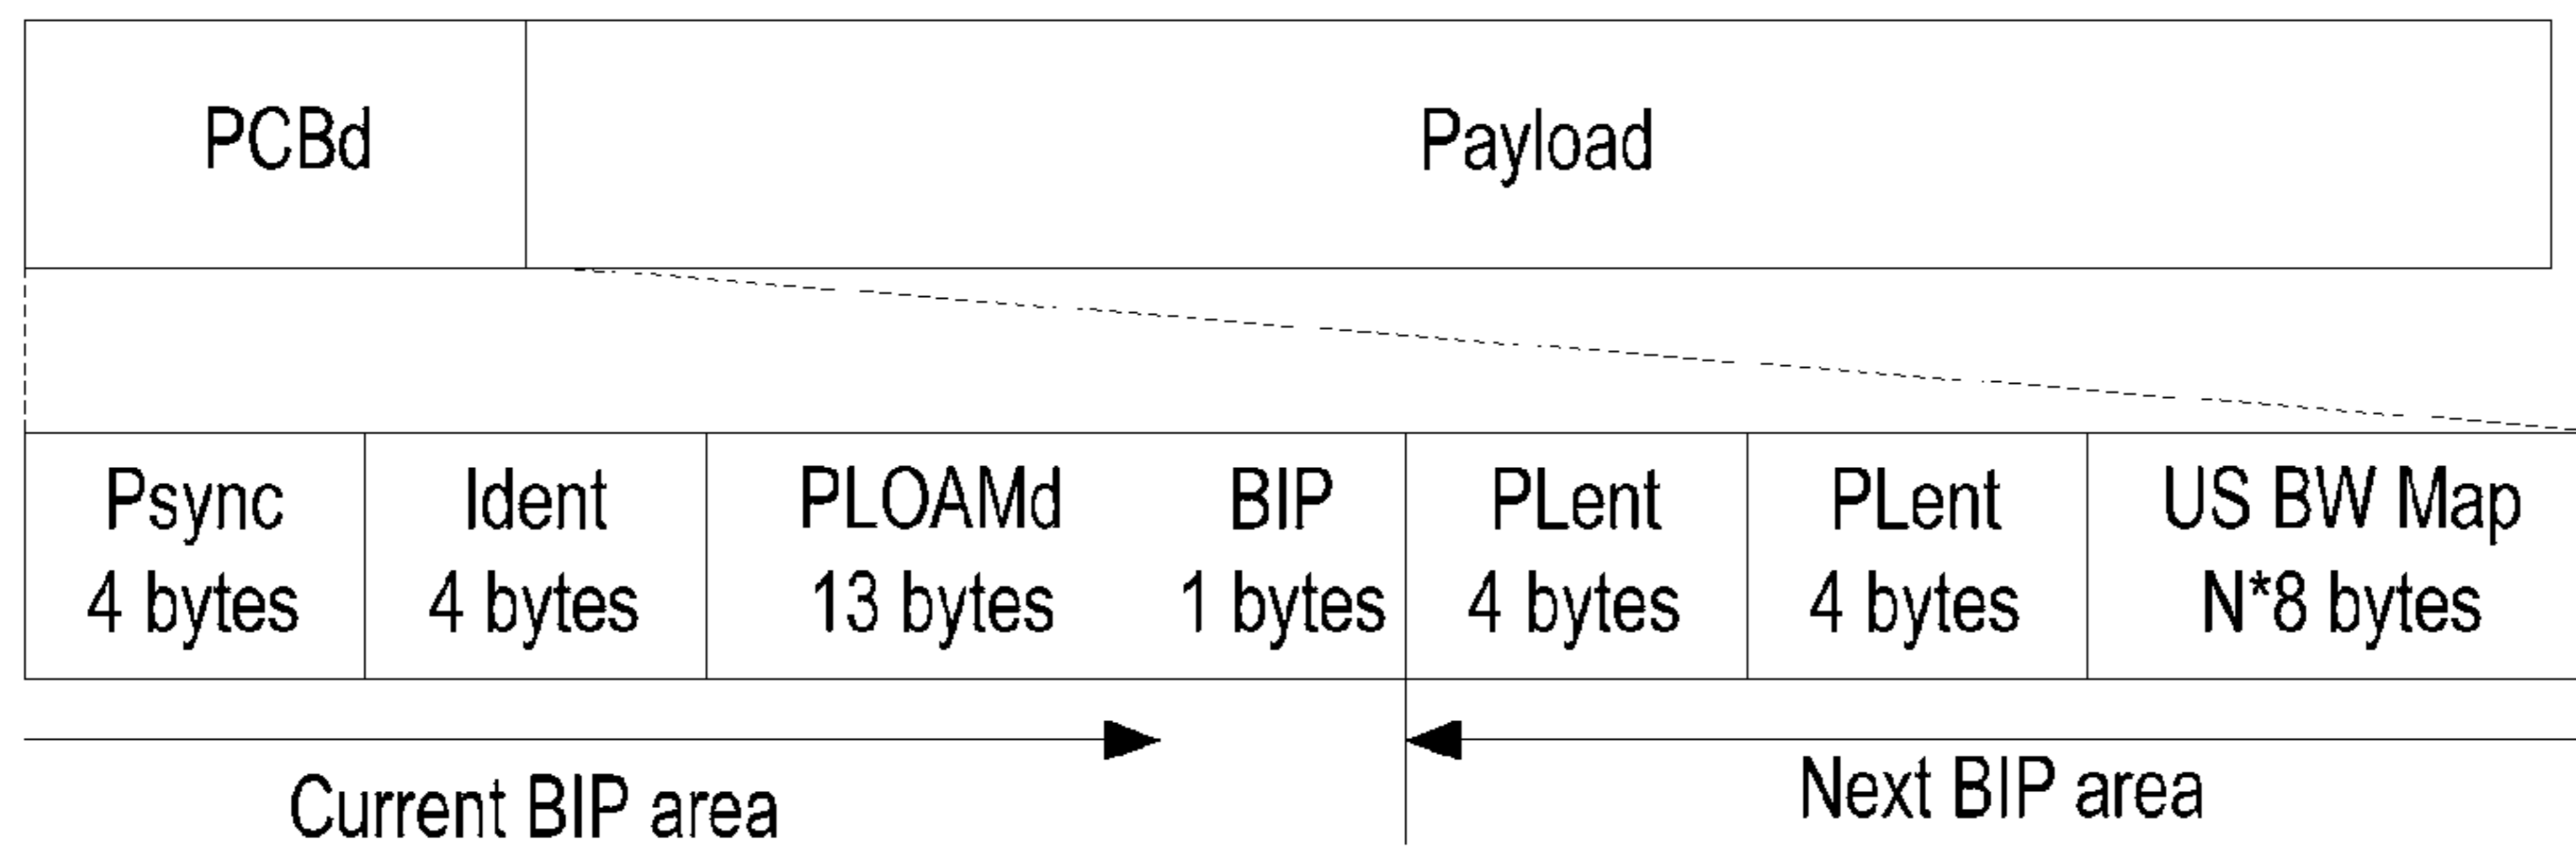 PCBd
Payload
Psync
4 bytes
Ident
4 bytes
PLOAMd
13 bytes
BIP
1 bytes
PLent
4 bytes
PLent
4 bytes
US BW Map
N*8 bytes
Current BIP area
Next BIP area